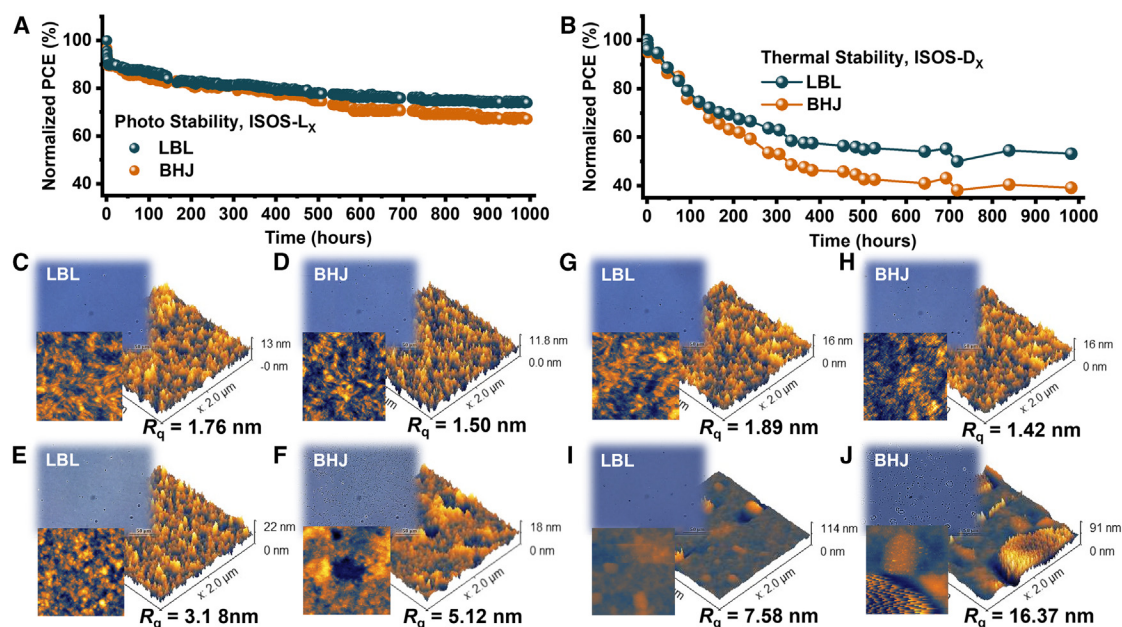 A
Normalized PCE (%)
100
80
60
40
Photo Stability, ISOS-LX
LBL
BHJ
0 100 200 300 400 500 600 700 800 900 1000
Time (hours)
B
Normalized PCE (%)
100
80
60
40
Thermal Stability, ISOS-DX
LBL
BHJ
0 100 200 300 400 500 600 700 800 900 1000
Time (hours)
C
LBL
13 nm
-0 nm
x 2.0 µm
Rq = 1.76 nm
D
BHJ
11.8 nm
0.0 nm
x 2.0 µm
Rq = 1.50 nm
G
LBL
16 nm
0 nm
x 2.0 µm
Rq = 1.89 nm
H
BHJ
16 nm
0 nm
x 2.0 µm
Rq = 1.42 nm
E
LBL
22 nm
0 nm
x 2.0 µm
Rq = 3.1 8nm
F
BHJ
18 nm
0 nm
x 2.0 µm
Rq = 5.12 nm
I
LBL
114 nm
0 nm
x 2.0 µm
Rq = 7.58 nm
J
BHJ
91 nm
0 nm
x 2.0 µm
Rq = 16.37 nm